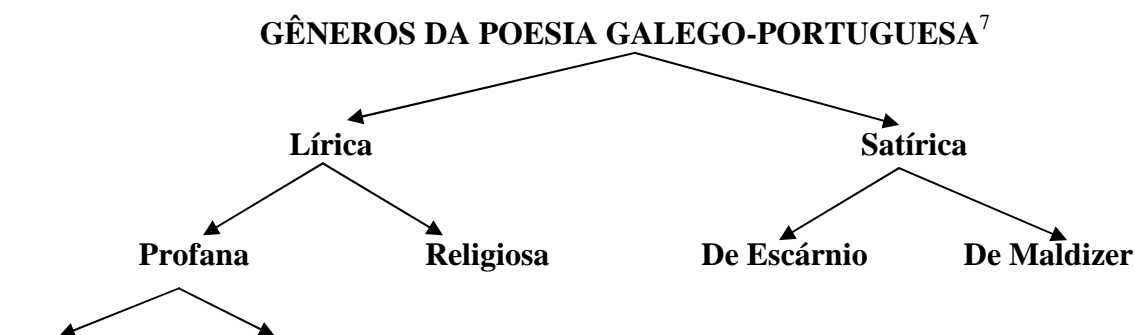 GÊNEROS DA POESIA GALEGO-PORTUGUESA7
Lírica Satírica
Profana Religiosa De Escárnio De Maldizer